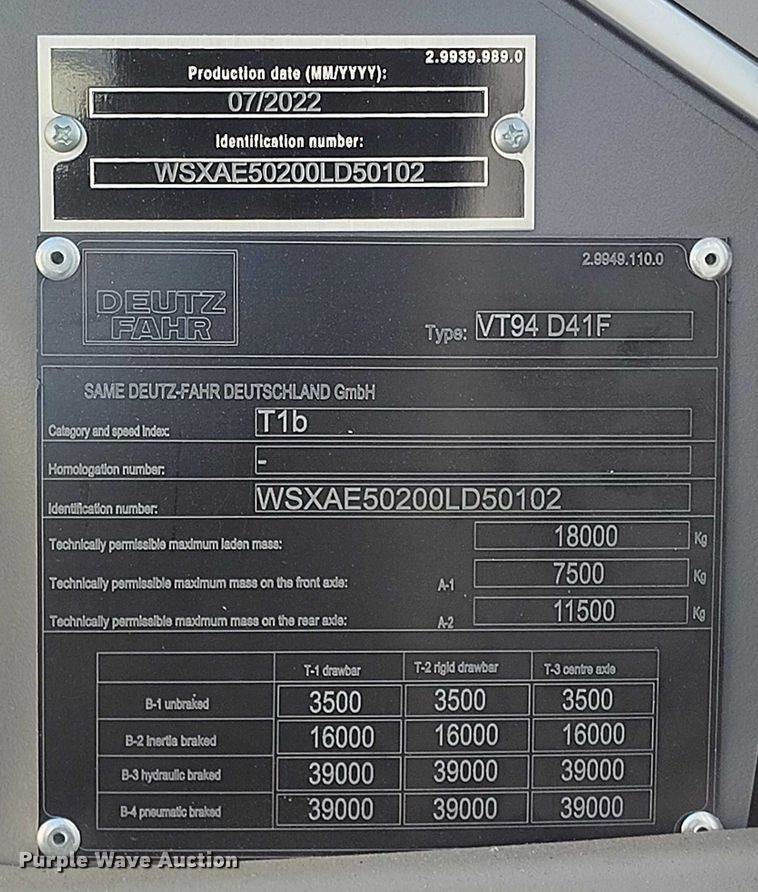 2.9939.989.0
Production date (MM/YYYY):
07/2022
Identification number:
WSXAE50200LD50102
2.9949.110.0
DEUTZ
FAHR
Type: VT94 D41F
SAME DEUTZ-FAHR DEUTSCHLAND GmbH
Category and speed index: T1b
Homologation number: -
Identification number: WSXAE50200LD50102
Technically permissible maximum laden mass: 18000 Kg
Technically permissible maximum mass on the front axle: A-1 7500 Kg
Technically permissible maximum mass on the rear axle: A-2 11500 Kg
T-1 drawbar T-2 rigid drawbar T-3 centre axle
B-1 unbraked 3500 3500 3500
B-2 inertia braked 16000 16000 16000
B-3 hydraulic braked 39000 39000 39000
B-4 pneumatic braked 39000 39000 39000
Purple Wave Auction